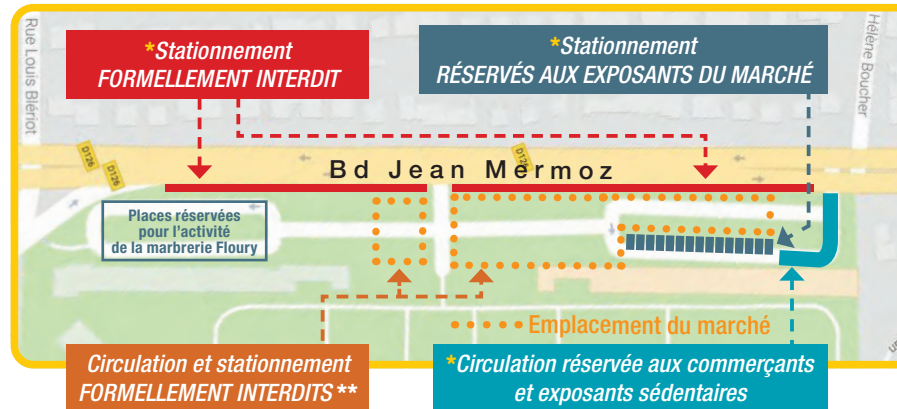 Rue Louis Blériot
*Stationnement
FORMELLEMENT INTERDIT
*Stationnement
RÉSERVÉS AUX EXPOSANTS DU MARCHÉ
Hélène Boucher
D126
D126
D126
Bd Jean Mermoz
Places réservées
pour l'activité
de la marbrerie Floury
Emplacement du marché
Circulation et stationnement
FORMELLEMENT INTERDITS **
*Circulation réservée aux commerçants
et exposants sédentaires